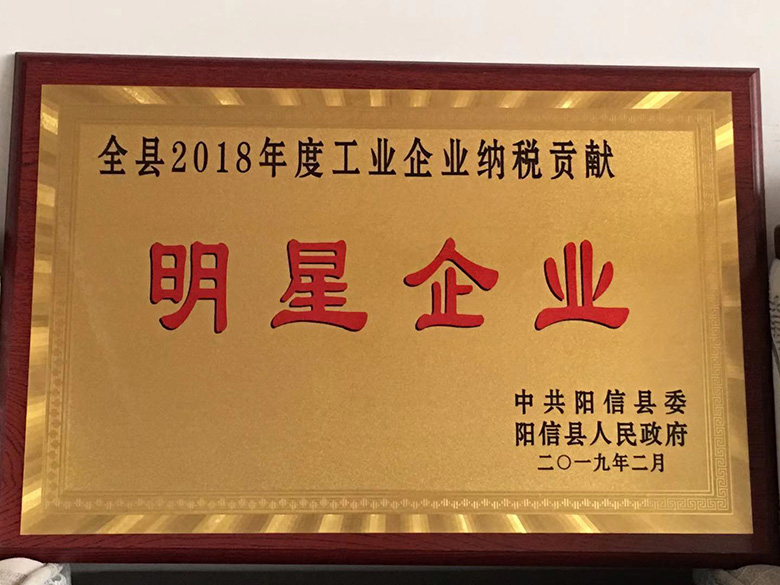 全县2018年度工业企业纳税贡献
明星企业
中共阳信县委
阳信县人民政府
二〇一九年二月